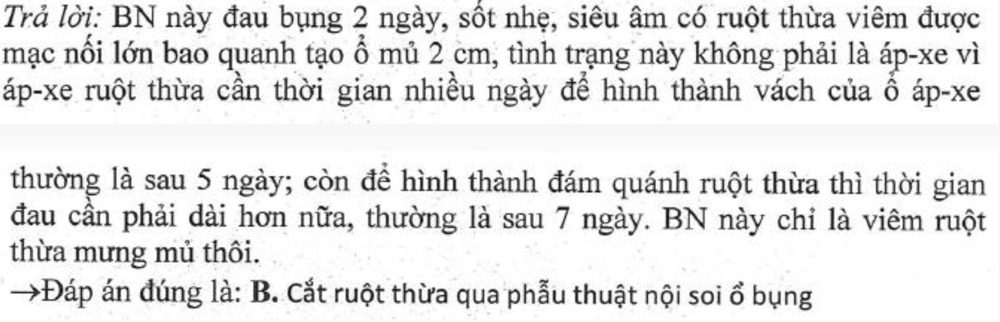 Trả lời: BN này đau bụng 2 ngày, sốt nhẹ, siêu âm có ruột thừa viêm được
mạc nối lớn bao quanh tạo ổ mủ 2 cm, tình trạng này không phải là áp-xe vì
áp-xe ruột thừa cần thời gian nhiều ngày để hình thành vách của ổ áp-xe
thường là sau 5 ngày; còn để hình thành đám quánh ruột thừa thì thời gian
đau cần phải dài hơn nữa, thường là sau 7 ngày. BN này chỉ là viêm ruột
thừa mưng mủ thôi.
→Đáp án đúng là: B. Cắt ruột thừa qua phẫu thuật nội soi ổ bụng